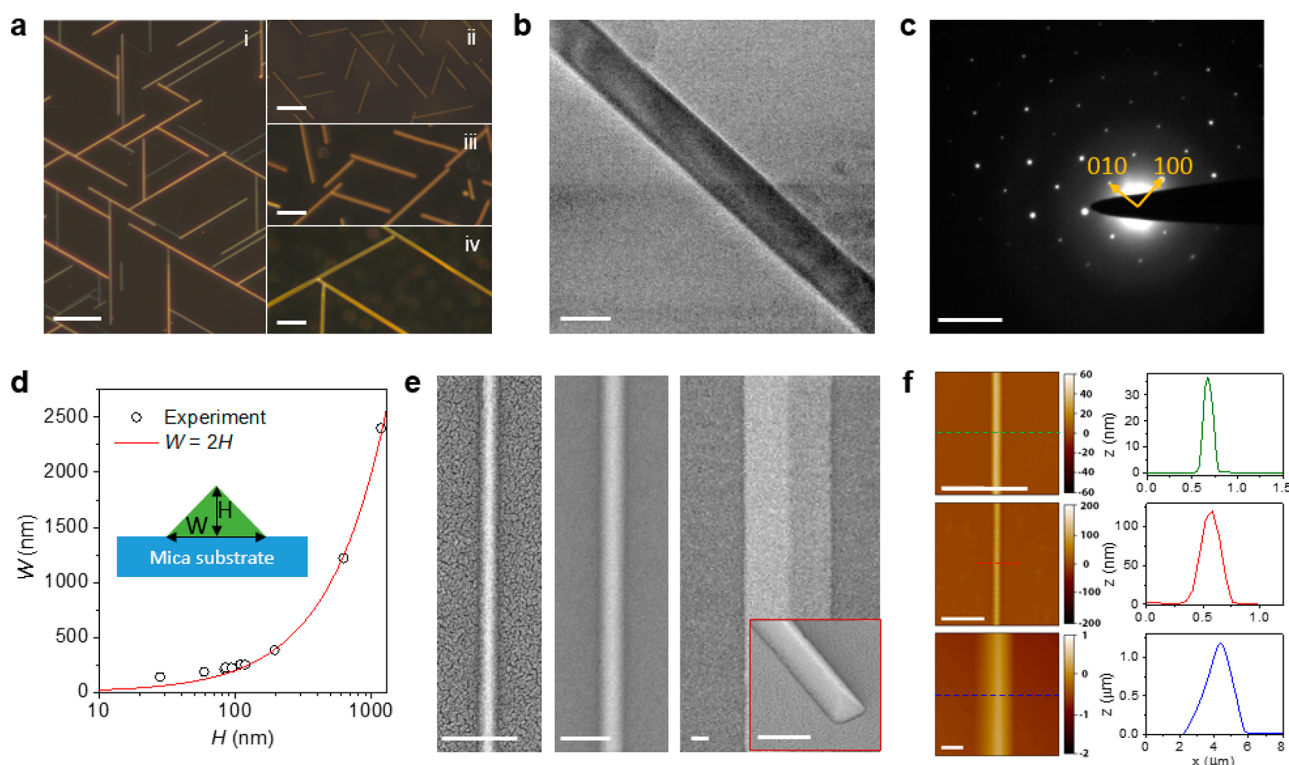 a
i
ii
iii
iv
b
c
010
100
d
W (nm)
2500
2000
1500
1000
500
0
Experiment
W = 2H
H
W
Mica substrate
10
100
1000
H (nm)
e
f
60
40
20
0
-20
-40
-60
z (nm)
30
20
10
0
0.0
0.5
1.0
1.5
200
100
0
-100
-200
z (nm)
100
50
0
0.0
0.5
1.0
1
0
-1
-2
z (µm)
1.0
0.5
0.0
0
2
4
6
8
x (µm)